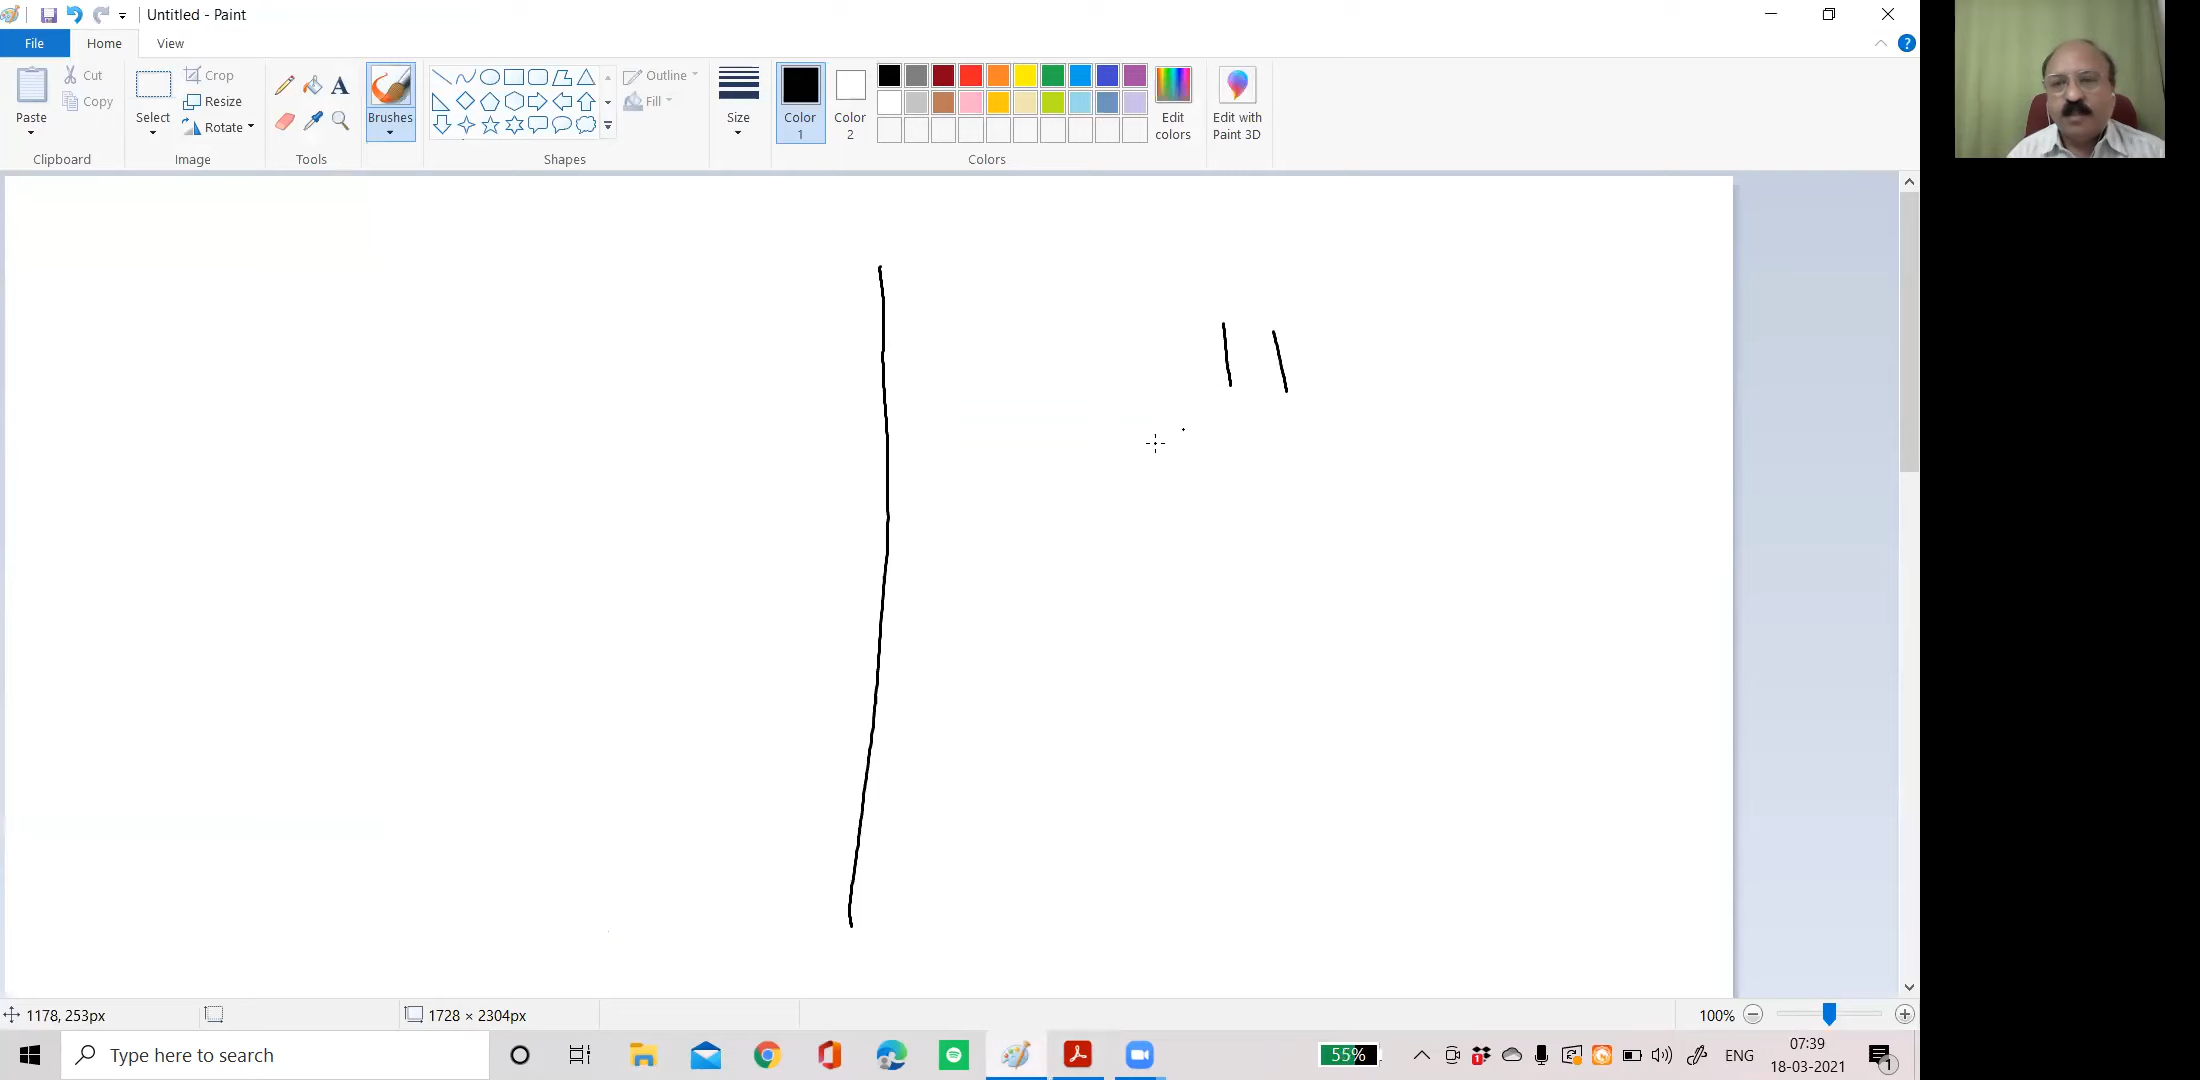 Untitled - Paint
File Home View
Paste
Cut
Copy
Clipboard
Select
Crop
Resize
Rotate
Image
Tools
Brushes
Outline
Fill
Shapes
Size
Color 1
Color 2
Edit colors
Edit with Paint 3D
Colors
1178, 253px
1728 × 2304px
100%
Type here to search
55%
ENG
07:39
18-03-2021
1